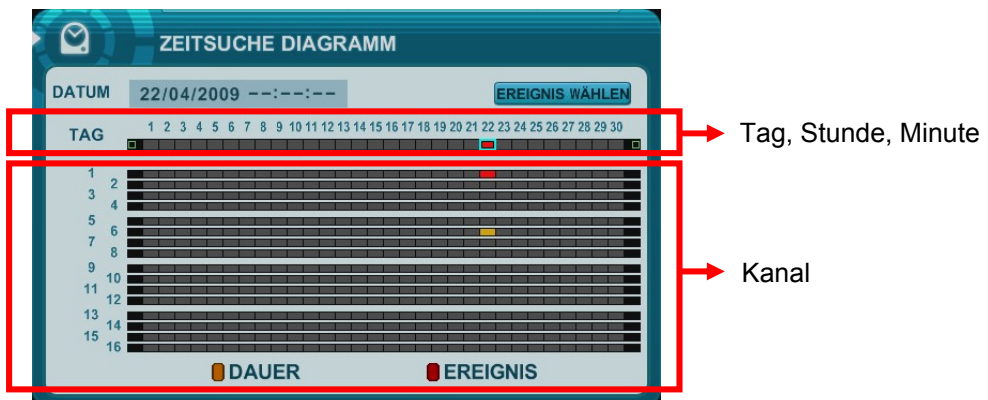 ZEITSUCHE DIAGRAMM
DATUM 22/04/2009 --:--:-- EREIGNIS WÄHLEN
TAG 1 2 3 4 5 6 7 8 9 10 11 12 13 14 15 16 17 18 19 20 21 22 23 24 25 26 27 28 29 30
Tag, Stunde, Minute
1
2
3
4
5
6
7
8
9
10
11
12
13
14
15
16
Kanal
DAUER EREIGNIS